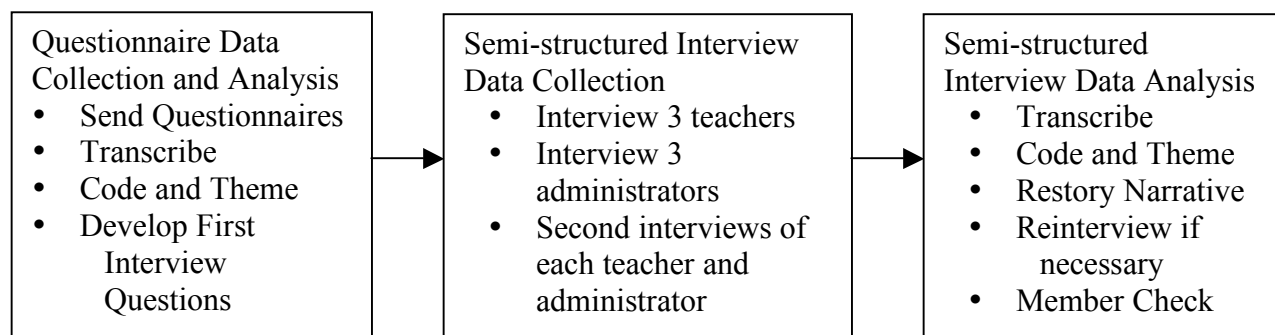 Questionnaire Data
Collection and Analysis
• Send Questionnaires
• Transcribe
• Code and Theme
• Develop First
Interview
Questions
Semi-structured Interview
Data Collection
• Interview 3 teachers
• Interview 3
administrators
• Second interviews of
each teacher and
administrator
Semi-structured
Interview Data Analysis
• Transcribe
• Code and Theme
• Restory Narrative
• Reinterview if
necessary
• Member Check